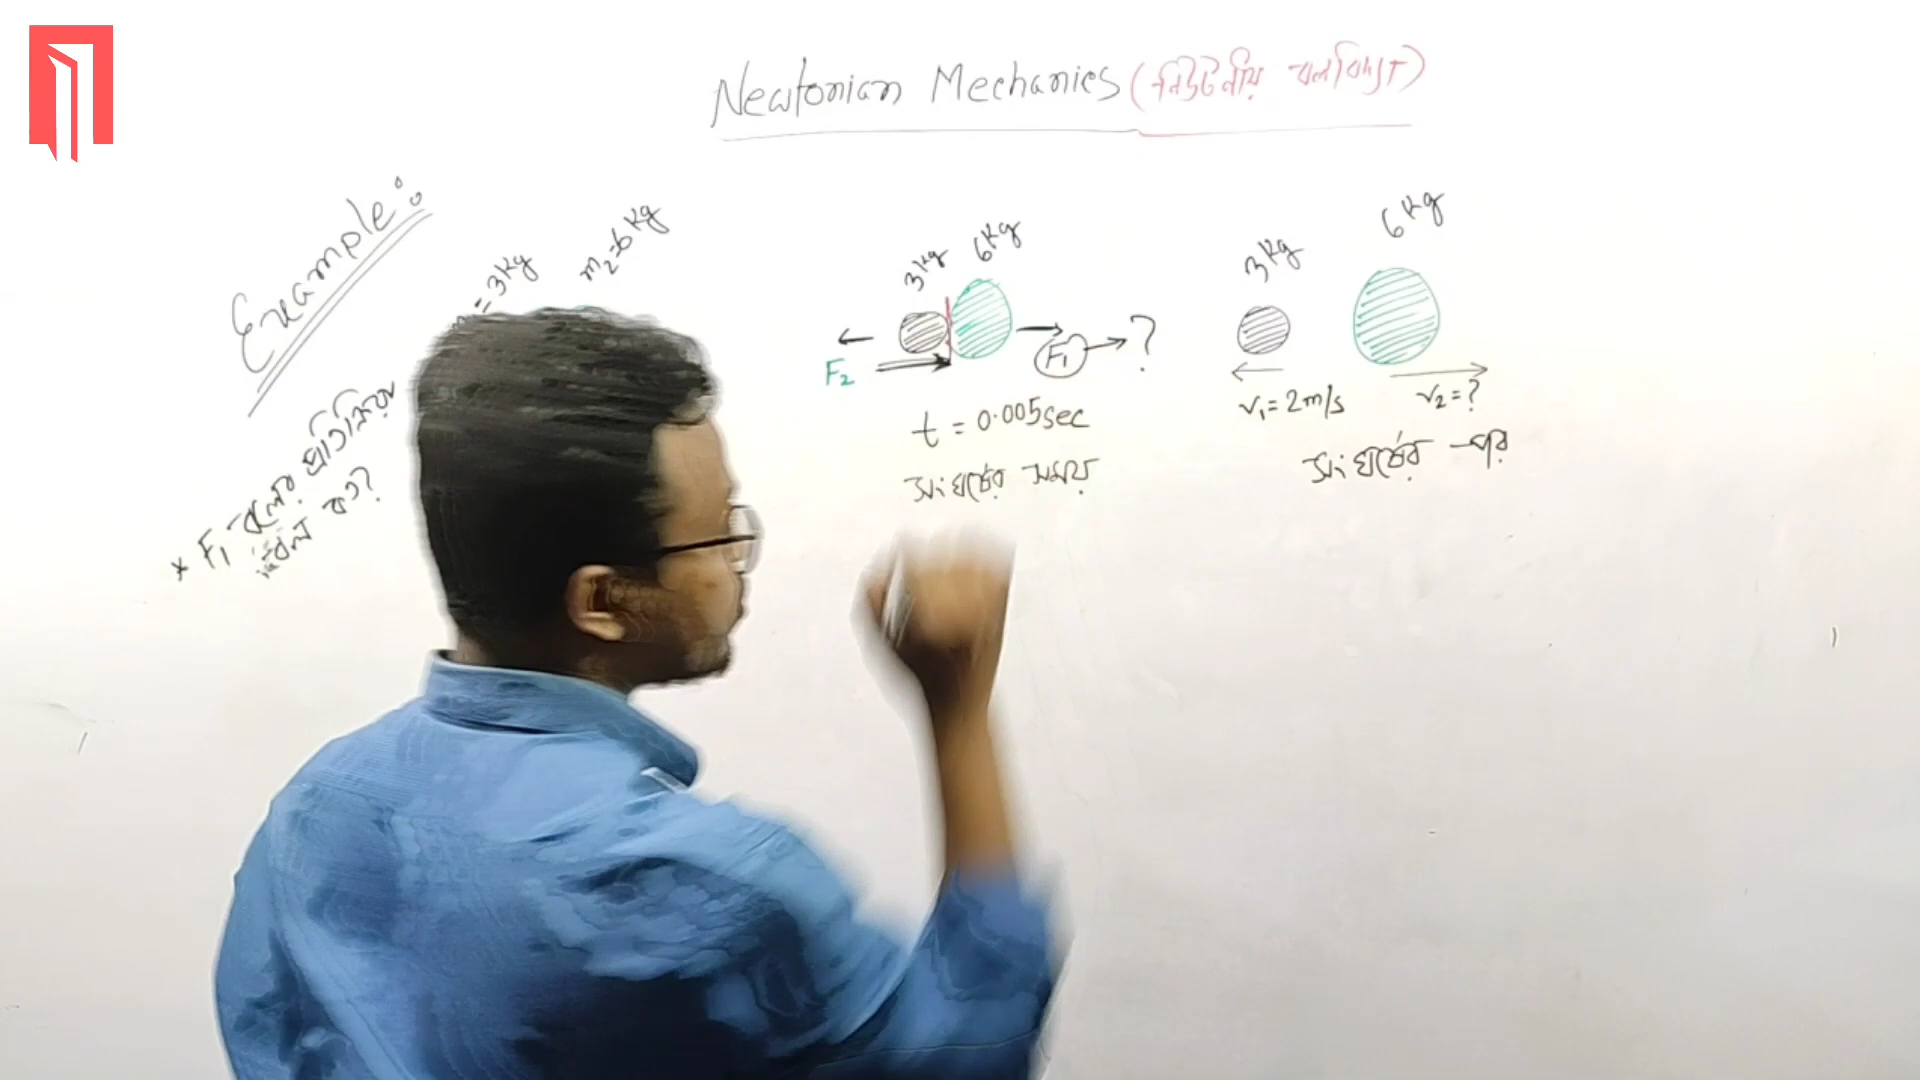 Newtonian Mechanics (নিউটনীয় বলবিদ্যা)
Example:
= 3kg
m₂=6kg
3kg
6kg
F₂
F₁ → ?
t = 0.005sec
সংঘর্ষের সময়
3kg
6kg
v₁ = 2m/s
v₂ = ?
সংঘর্ষের পর
* F₁ বলের প্রতিক্রিয়া
কত?